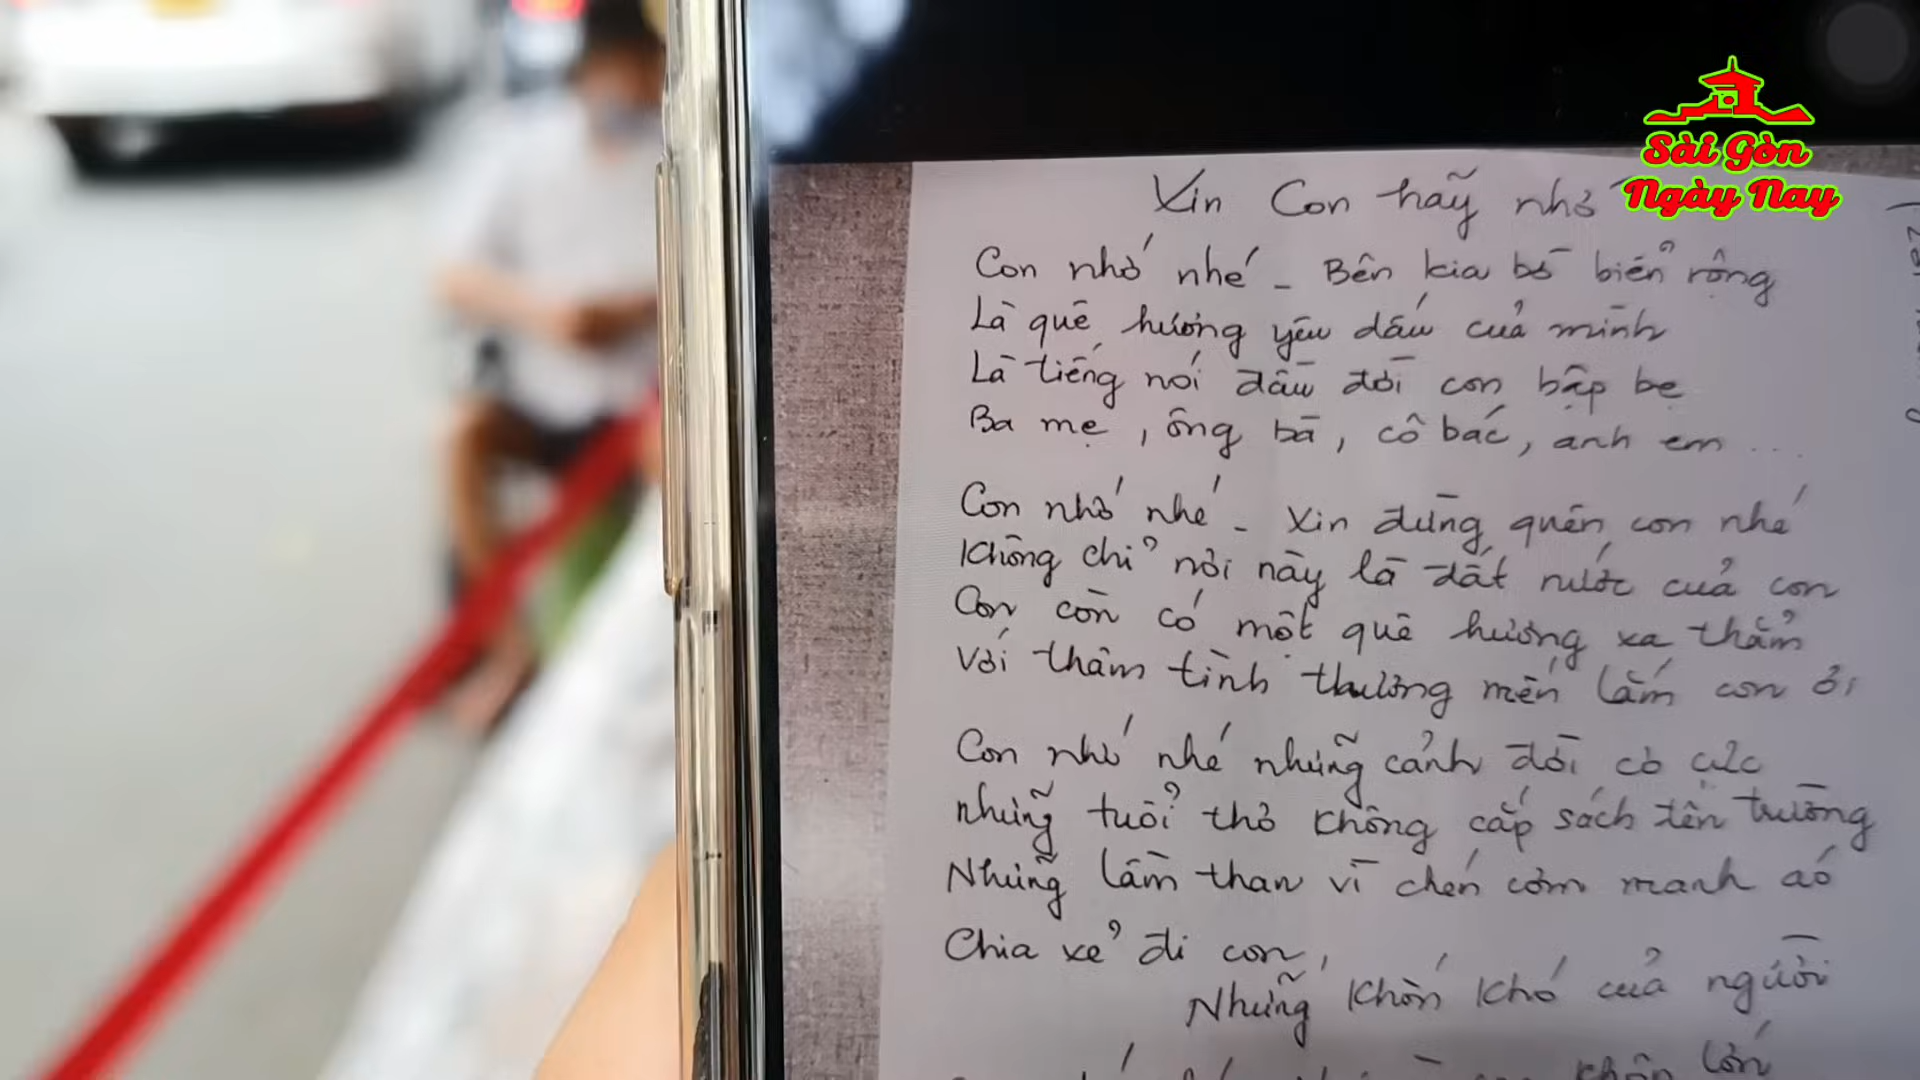 Sài Gòn
Ngày Nay
Xin Con hãy nhớ
Con nhớ nhé - Bên kia bờ biển rộng
Là quê hương yêu dấu của mình
Là tiếng nói đầu đời con bập bẹ
Ba mẹ, ông bà, cô bác, anh em ...
Con nhớ nhé - Xin đừng quên con nhé
Không chỉ nơi này là đất nước của con
Con còn có một quê hương xa thẳm
Với thâm tình thương mến lắm con ơi
Con nhớ nhé những cảnh đời cơ cực
Những tuổi thơ không cắp sách đến trường
Những lầm than vì chén cơm manh áo
Chia xẻ đi con,
Những khốn khó của người
khôn lớn